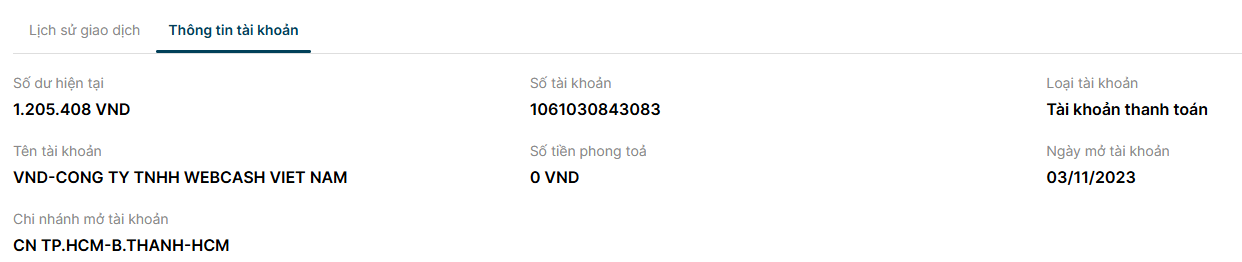 Lịch sử giao dịch Thông tin tài khoản
Số dư hiện tại Số tài khoản Loại tài khoản
1.205.408 VND 1061030843083 Tài khoản thanh toán
Tên tài khoản Số tiền phong toả Ngày mở tài khoản
VND-CONG TY TNHH WEBCASH VIET NAM 0 VND 03/11/2023
Chi nhánh mở tài khoản
CN TP.HCM-B.THANH-HCM